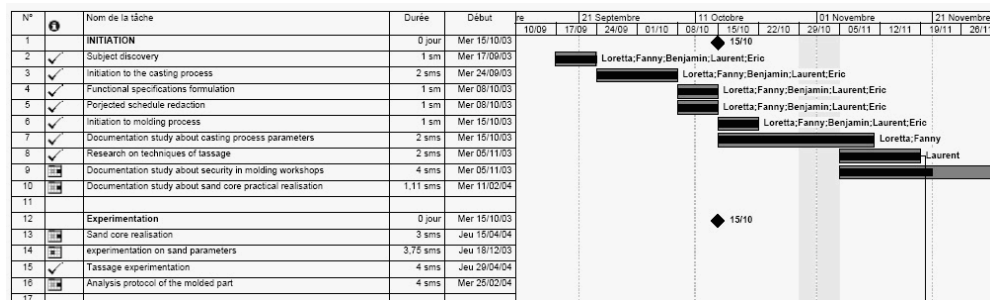 N° Nom de la tâche Durée Début re 21 Septembre 11 Octobre 01 Novembre 21 Novembre
10/09 17/09 24/09 01/10 08/10 15/10 22/10 29/10 05/11 12/11 19/11 26/11
1 INITIATION 0 jour Mer 15/10/03 15/10
2 Subject discovery 1 sm Mer 17/09/03 Loretta;Fanny;Benjamin;Laurent;Eric
3 Initiation to the casting process 2 sms Mer 24/09/03 Loretta;Fanny;Benjamin;Laurent;Eric
4 Functional specifications formulation 1 sm Mer 08/10/03 Loretta;Fanny;Benjamin;Laurent;Eric
5 Porjected schedule redaction 1 sm Mer 08/10/03 Loretta;Fanny;Benjamin;Laurent;Eric
6 Initiation to molding process 1 sm Mer 15/10/03 Loretta;Fanny;Benjamin;Laurent;Eric
7 Documentation study about casting process parameters 2 sms Mer 15/10/03 Loretta;Fanny
8 Research on techniques of tassage 2 sms Mer 05/11/03 Laurent
9 Documentation study about security in molding workshops 4 sms Mer 05/11/03
10 Documentation study about sand core practical realisation 1,11 sms Mer 11/02/04
11
12 Experimentation 0 jour Mer 15/10/03 15/10
13 Sand core realisation 3 sms Jeu 15/04/04
14 experimentation on sand parameters 3,75 sms Jeu 18/12/03
15 Tassage experimentation 4 sms Jeu 29/04/04
16 Analysis protocol of the molded part 4 sms Mer 25/02/04
17